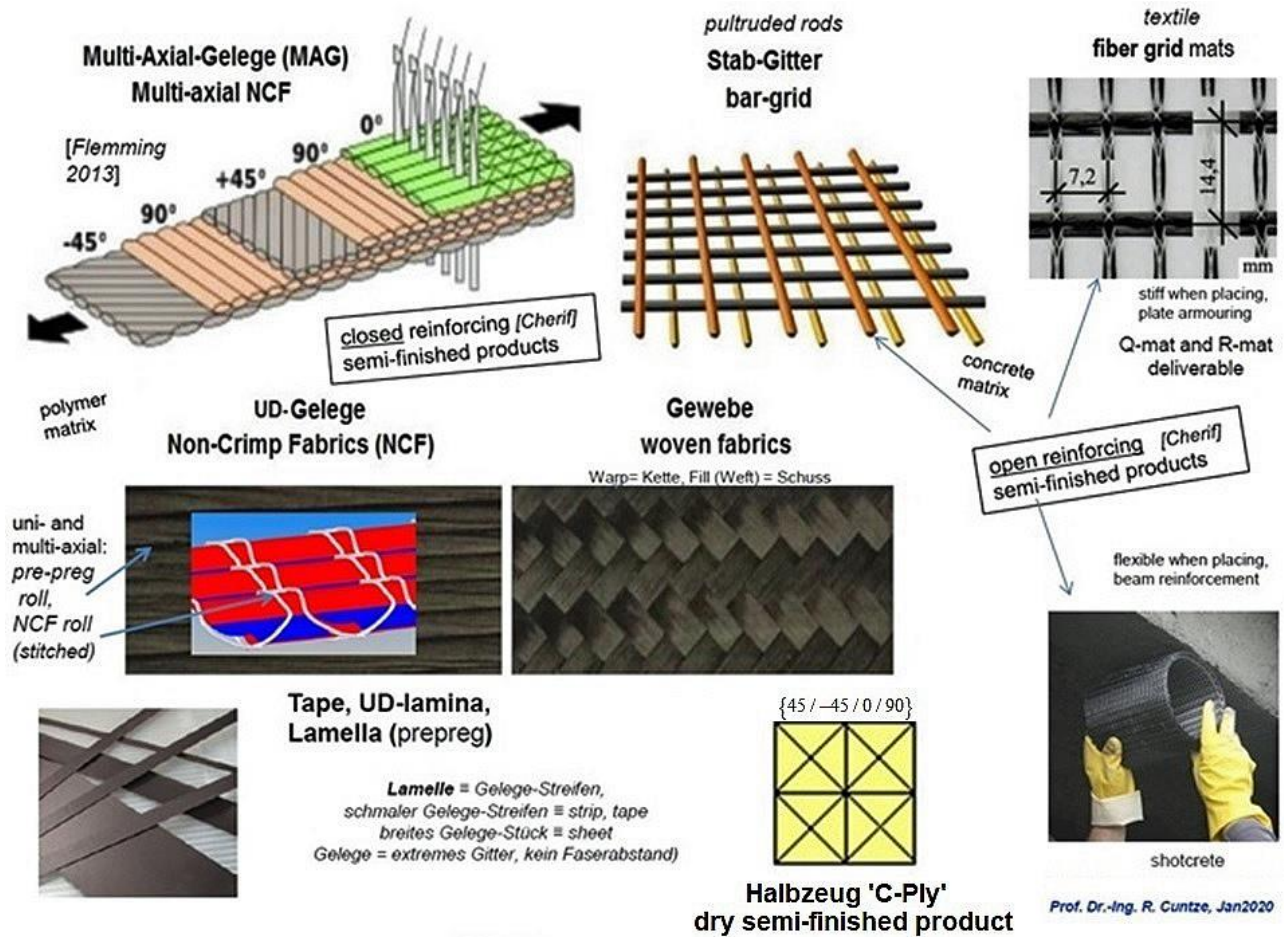 Multi-Axial-Gelege (MAG)
Multi-axial NCF
[Flemming
2013]
-45°
90°
+45°
90°
0°
closed reinforcing [Cherif]
semi-finished products
polymer
matrix
pultruded rods
Stab-Gitter
bar-grid
concrete
matrix
textile
fiber grid mats
7,2
14,4
mm
stiff when placing,
plate armouring
Q-mat and R-mat
deliverable
open reinforcing [Cherif]
semi-finished products
UD-Gelege
Non-Crimp Fabrics (NCF)
Gewebe
woven fabrics
Warp= Kette, Fill (Weft) = Schuss
uni- and
multi-axial:
pre-preg
roll,
NCF roll
(stitched)
flexible when placing,
beam reinforcement
shotcrete
Tape, UD-lamina,
Lamella (prepreg)
Lamelle ≡ Gelege-Streifen,
schmaler Gelege-Streifen ≡ strip, tape
breites Gelege-Stück ≡ sheet
Gelege = extremes Gitter, kein Faserabstand)
{45 / –45 / 0 / 90}
Halbzeug 'C-Ply'
dry semi-finished product
Prof. Dr.-Ing. R. Cuntze, Jan2020